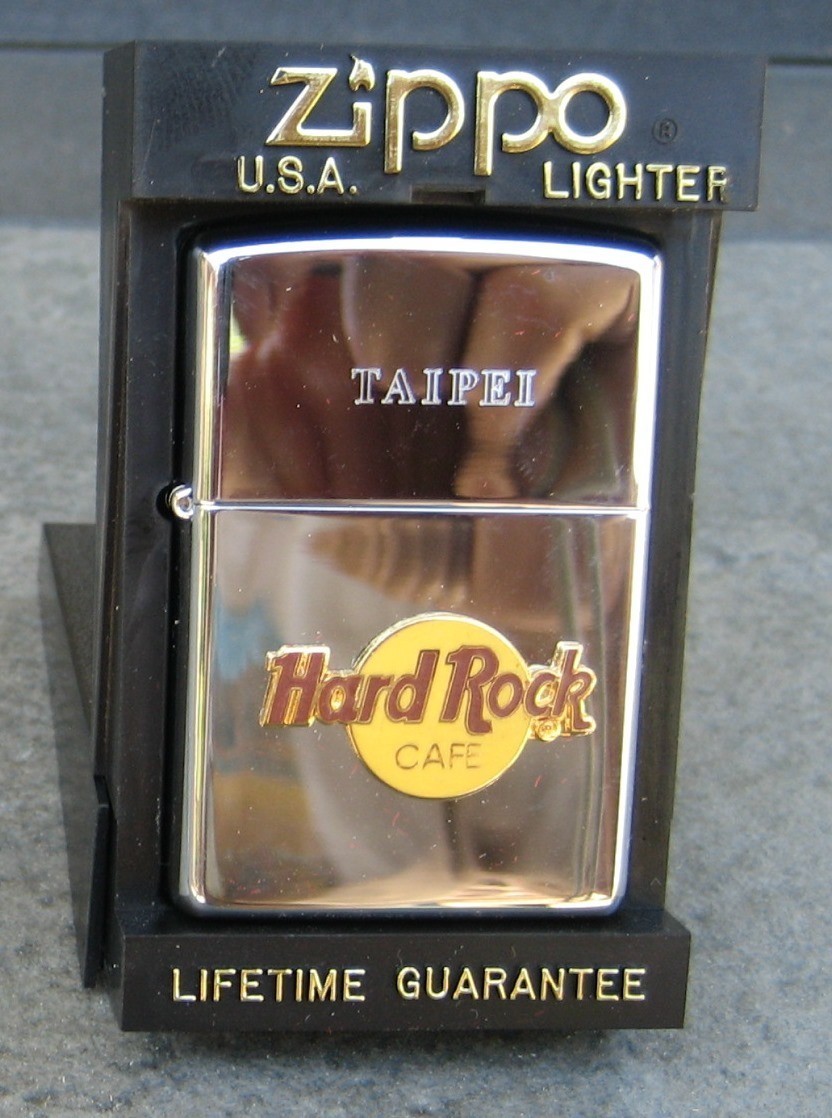 Zippo ®
U.S.A. LIGHTER
TAIPEI
Hard Rock
CAFE
LIFETIME GUARANTEE